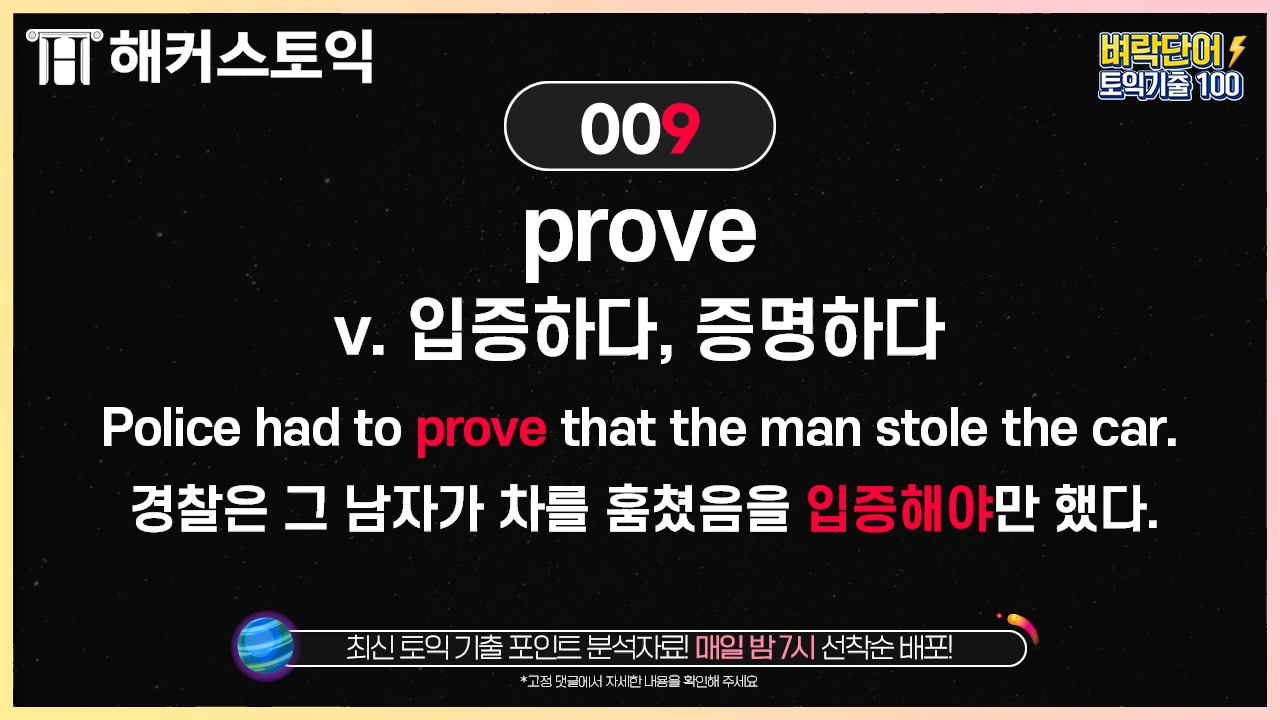 해커스토익
벼락단어
토익기출 100
009
prove
v. 입증하다, 증명하다
Police had to prove that the man stole the car.
경찰은 그 남자가 차를 훔쳤음을 입증해야만 했다.
최신 토익 기출 포인트 분석자료! 매일 밤 7시 선착순 배포!
*고정 댓글에서 자세한 내용을 확인해 주세요